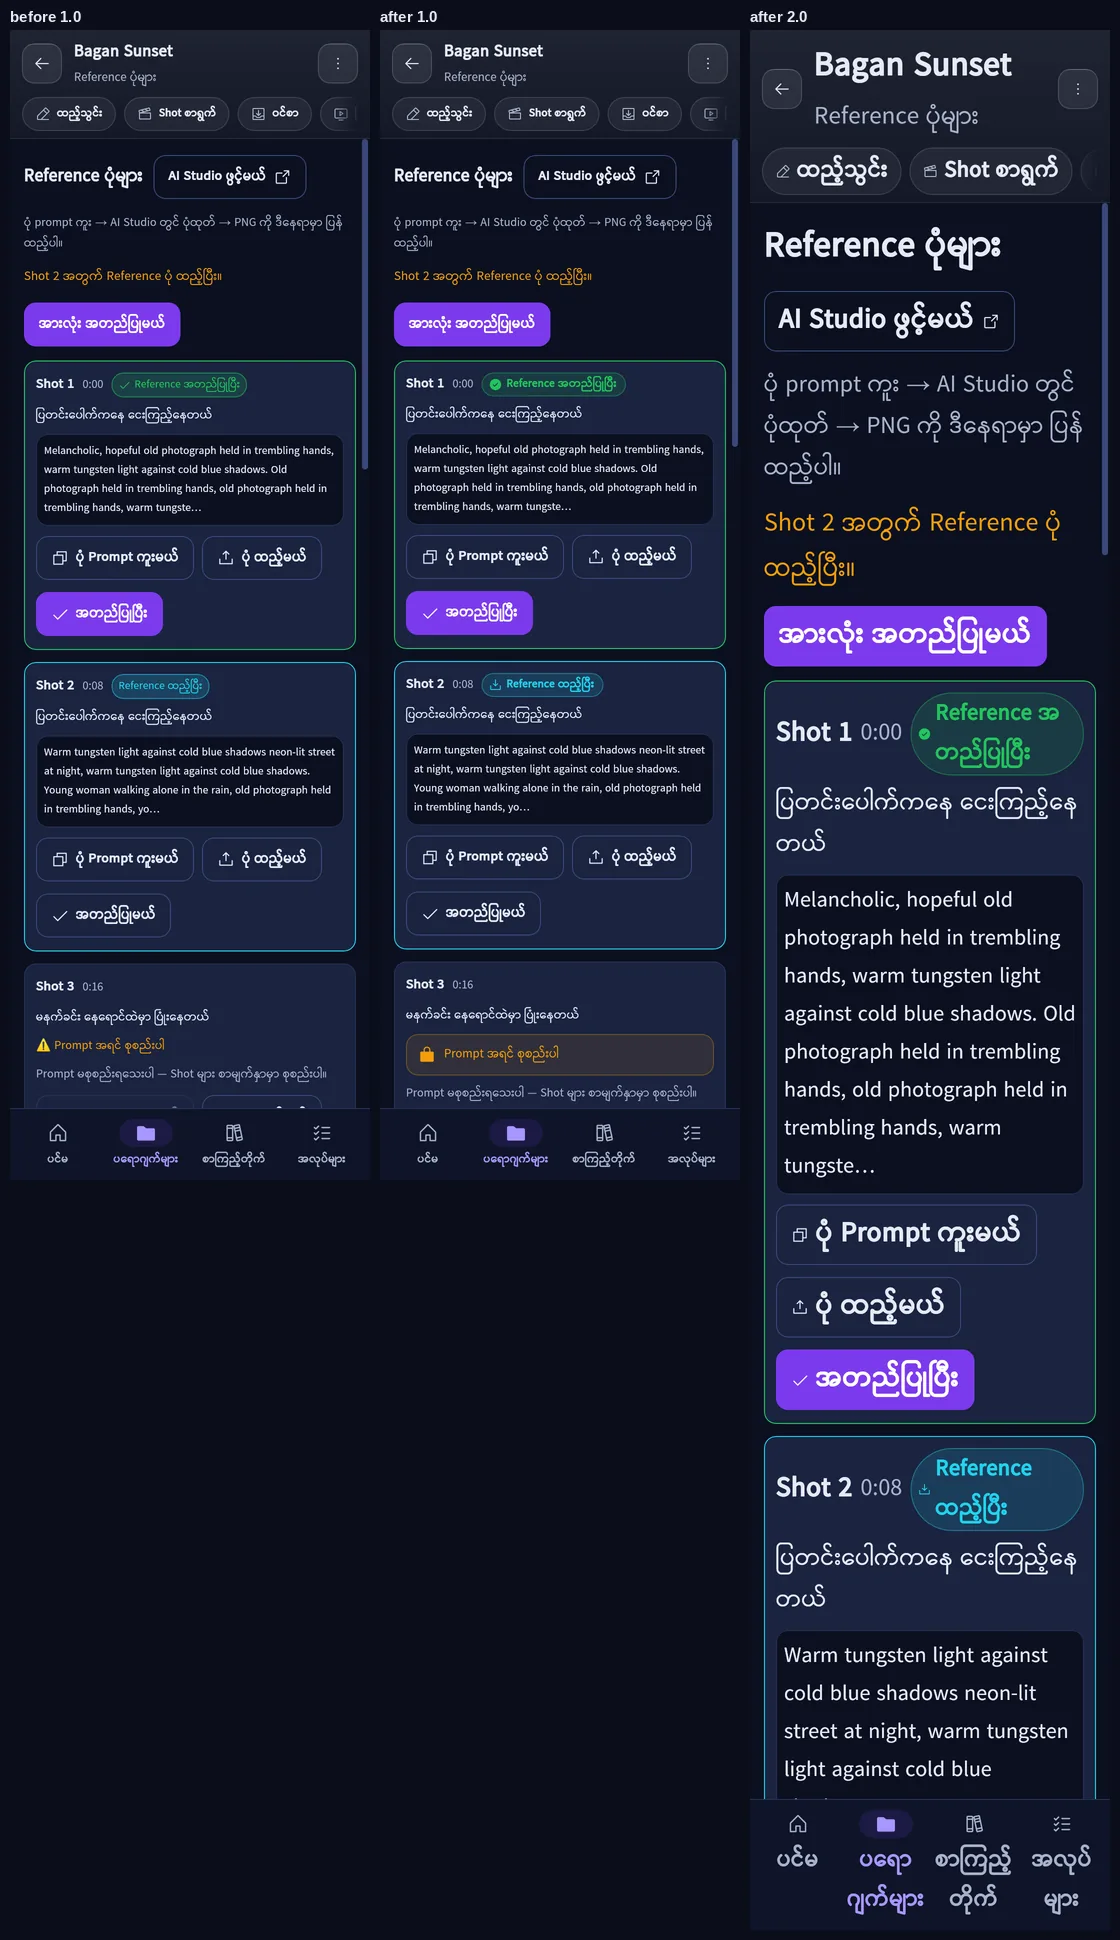 before 1.0
Bagan Sunset
Reference ပုံများ
ထည့်သွင်း
Shot စာရွက်
ဝင်စာ
Reference ပုံများ
AI Studio ဖွင့်မယ်
ပုံ prompt ကူး → AI Studio တွင် ပုံထုတ် → PNG ကို ဒီနေရာမှာ ပြန်
ထည့်ပါ။
Shot 2 အတွက် Reference ပုံ ထည့်ပြီး။
အားလုံး အတည်ပြုမယ်
Shot 1 0:00 Reference အတည်ပြုပြီး
ပြတင်းပေါက်ကနေ ငေးကြည့်နေတယ်
Melancholic, hopeful old photograph held in trembling hands,
warm tungsten light against cold blue shadows. Old
photograph held in trembling hands, old photograph held in
trembling hands, warm tungste...
ပုံ Prompt ကူးမယ်
ပုံ ထည့်မယ်
အတည်ပြုပြီး
Shot 2 0:08 Reference ထည့်ပြီး
ပြတင်းပေါက်ကနေ ငေးကြည့်နေတယ်
Warm tungsten light against cold blue shadows neon-lit street
at night, warm tungsten light against cold blue shadows.
Young woman walking alone in the rain, old photograph held
in trembling hands, yo...
ပုံ Prompt ကူးမယ်
ပုံ ထည့်မယ်
အတည်ပြုမယ်
Shot 3 0:16
မနက်ခင်း နေရောင်ထဲမှာ ပြုံးနေတယ်
⚠️ Prompt အရင် စုစည်းပါ
Prompt မစုစည်းရသေးပါ — Shot များ စာမျက်နှာမှာ စုစည်းပါ။
ပင်မ
ပရောဂျက်များ
စာကြည့်တိုက်
အလုပ်များ
after 1.0
Bagan Sunset
Reference ပုံများ
ထည့်သွင်း
Shot စာရွက်
ဝင်စာ
Reference ပုံများ
AI Studio ဖွင့်မယ်
ပုံ prompt ကူး → AI Studio တွင် ပုံထုတ် → PNG ကို ဒီနေရာမှာ ပြန်
ထည့်ပါ။
Shot 2 အတွက် Reference ပုံ ထည့်ပြီး။
အားလုံး အတည်ပြုမယ်
Shot 1 0:00 Reference အတည်ပြုပြီး
ပြတင်းပေါက်ကနေ ငေးကြည့်နေတယ်
Melancholic, hopeful old photograph held in trembling hands,
warm tungsten light against cold blue shadows. Old
photograph held in trembling hands, old photograph held in
trembling hands, warm tungste...
ပုံ Prompt ကူးမယ်
ပုံ ထည့်မယ်
အတည်ပြုပြီး
Shot 2 0:08 Reference ထည့်ပြီး
ပြတင်းပေါက်ကနေ ငေးကြည့်နေတယ်
Warm tungsten light against cold blue shadows neon-lit street
at night, warm tungsten light against cold blue shadows.
Young woman walking alone in the rain, old photograph held
in trembling hands, yo...
ပုံ Prompt ကူးမယ်
ပုံ ထည့်မယ်
အတည်ပြုမယ်
Shot 3 0:16
မနက်ခင်း နေရောင်ထဲမှာ ပြုံးနေတယ်
Prompt အရင် စုစည်းပါ
Prompt မစုစည်းရသေးပါ — Shot များ စာမျက်နှာမှာ စုစည်းပါ။
ပင်မ
ပရောဂျက်များ
စာကြည့်တိုက်
အလုပ်များ
after 2.0
Bagan Sunset
Reference ပုံများ
ထည့်သွင်း
Shot စာရွက်
Reference ပုံများ
AI Studio ဖွင့်မယ်
ပုံ prompt ကူး → AI Studio တွင်
ပုံထုတ် → PNG ကို ဒီနေရာမှာ ပြန်
ထည့်ပါ။
Shot 2 အတွက် Reference ပုံ
ထည့်ပြီး။
အားလုံး အတည်ပြုမယ်
Shot 1 0:00 Reference အ
တည်ပြုပြီး
ပြတင်းပေါက်ကနေ ငေးကြည့်နေ
တယ်
Melancholic, hopeful old
photograph held in trembling
hands, warm tungsten light
against cold blue shadows. Old
photograph held in trembling
hands, old photograph held in
trembling hands, warm
tungste...
ပုံ Prompt ကူးမယ်
ပုံ ထည့်မယ်
အတည်ပြုပြီး
Shot 2 0:08 Reference
ထည့်ပြီး
ပြတင်းပေါက်ကနေ ငေးကြည့်နေ
တယ်
Warm tungsten light against
cold blue shadows neon-lit
street at night, warm tungsten
light against cold blue
ပင်မ
ပရော
ဂျက်များ
စာကြည့်
တိုက်
အလုပ်
များ